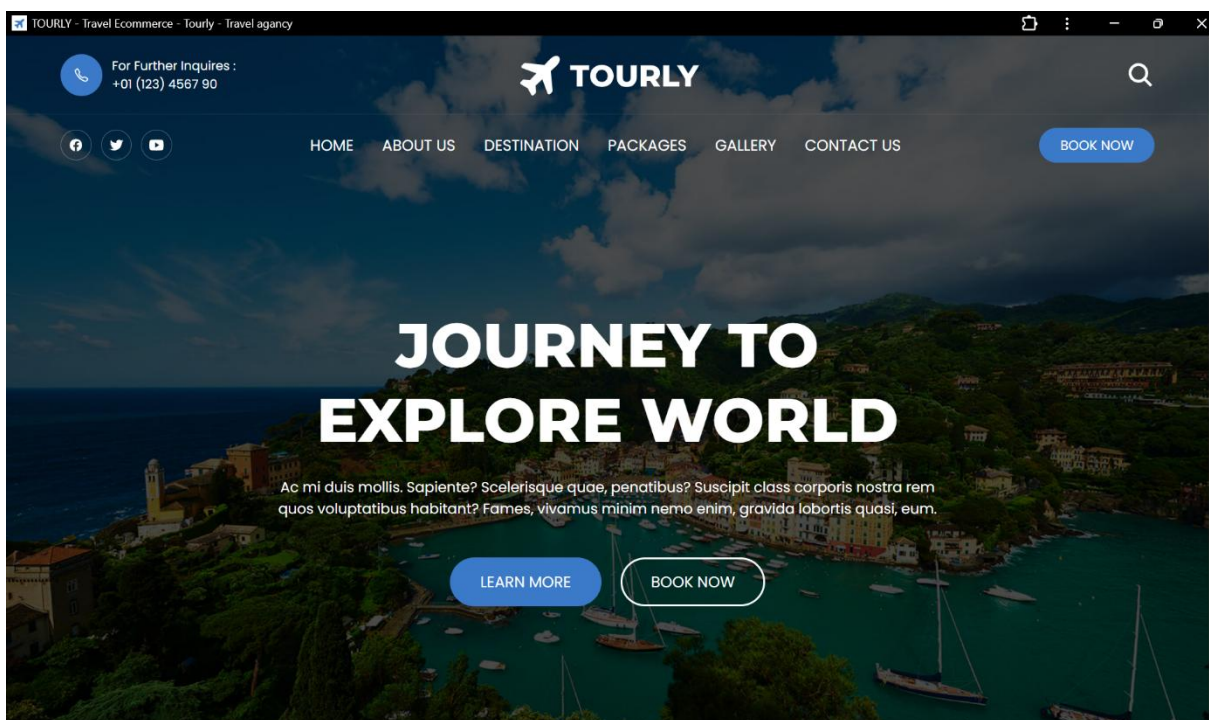 TOURLY - Travel Ecommerce - Tourly - Travel agancy
For Further Inquires :
+01 (123) 4567 90
TOURLY
HOME ABOUT US DESTINATION PACKAGES GALLERY CONTACT US
BOOK NOW
JOURNEY TO
EXPLORE WORLD
Ac mi duis mollis. Sapiente? Scelerisque quae, penatibus? Suscipit class corporis nostra rem
quos voluptatibus habitant? Fames, vivamus minim nemo enim, gravida lobortis quasi, eum.
LEARN MORE
BOOK NOW